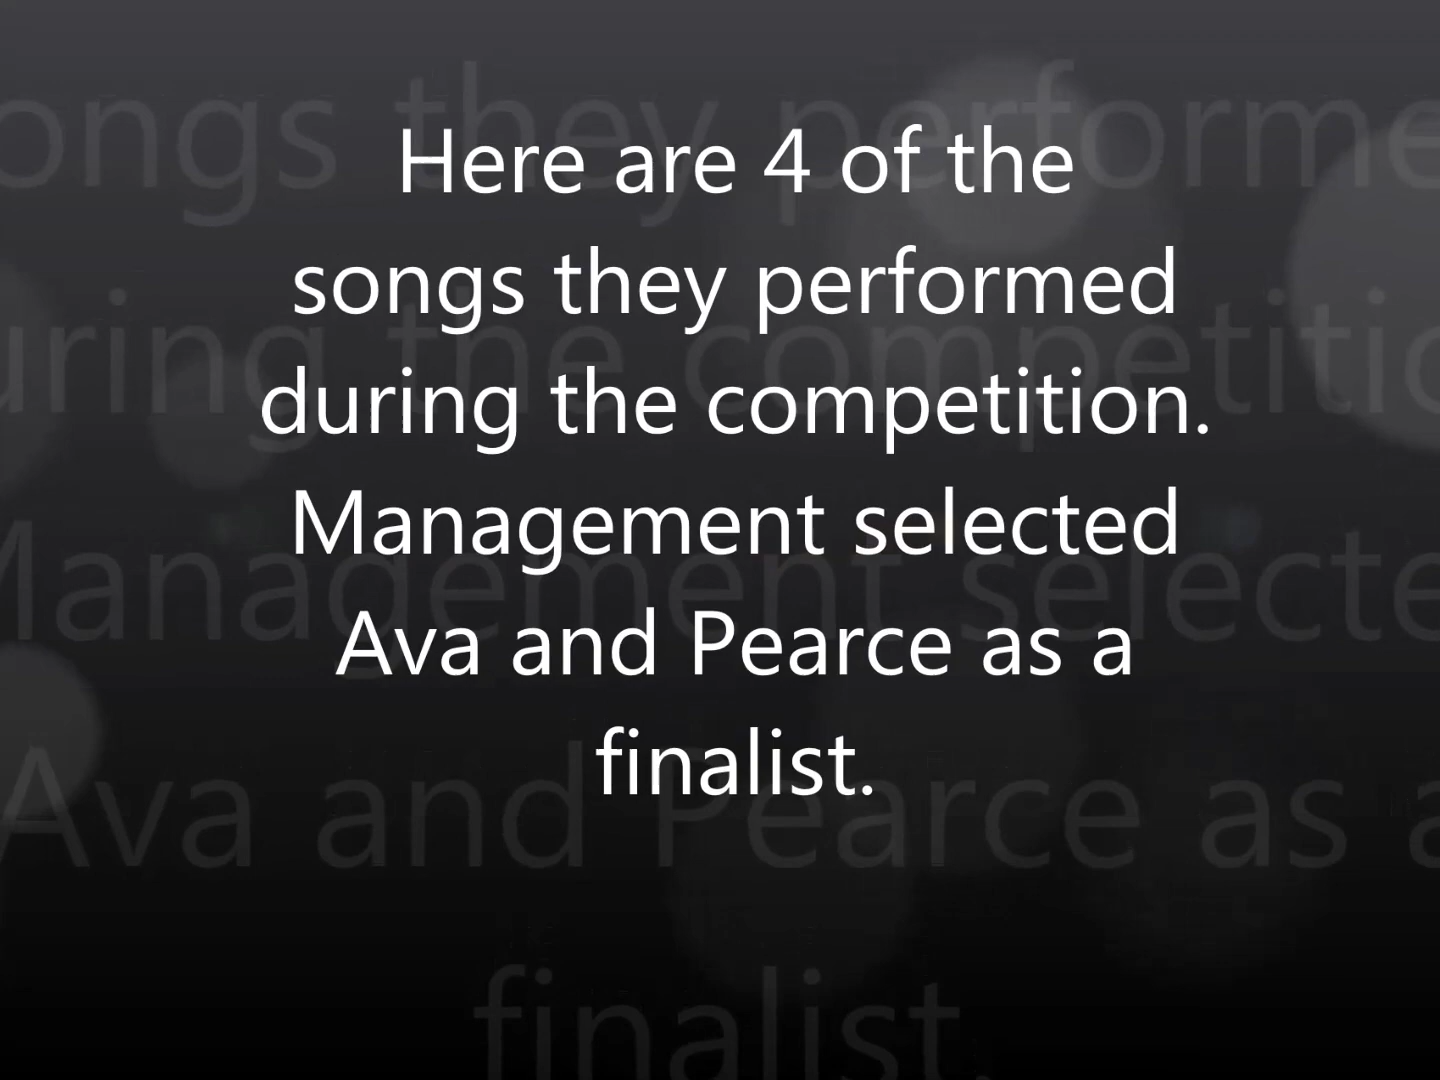 Here are 4 of the
songs they performed
during the competition.
Management selected
Ava and Pearce as a
finalist.